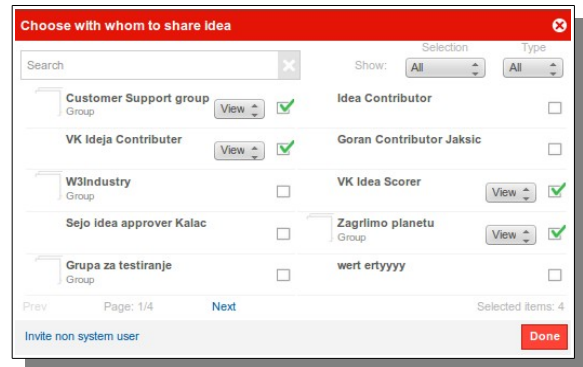 Choose with whom to share idea
Selection Type
Search Show: All All
Customer Support group View Idea Contributor
Group
VK Ideja Contributer View Goran Contributor Jaksic
W3Industry VK Idea Scorer View
Group
Sejo idea approver Kalac Zagrlimo planetu View
Group
Grupa za testiranje wert ertyyyy
Group
Prev Page: 1/4 Next Selected items: 4
Invite non system user Done